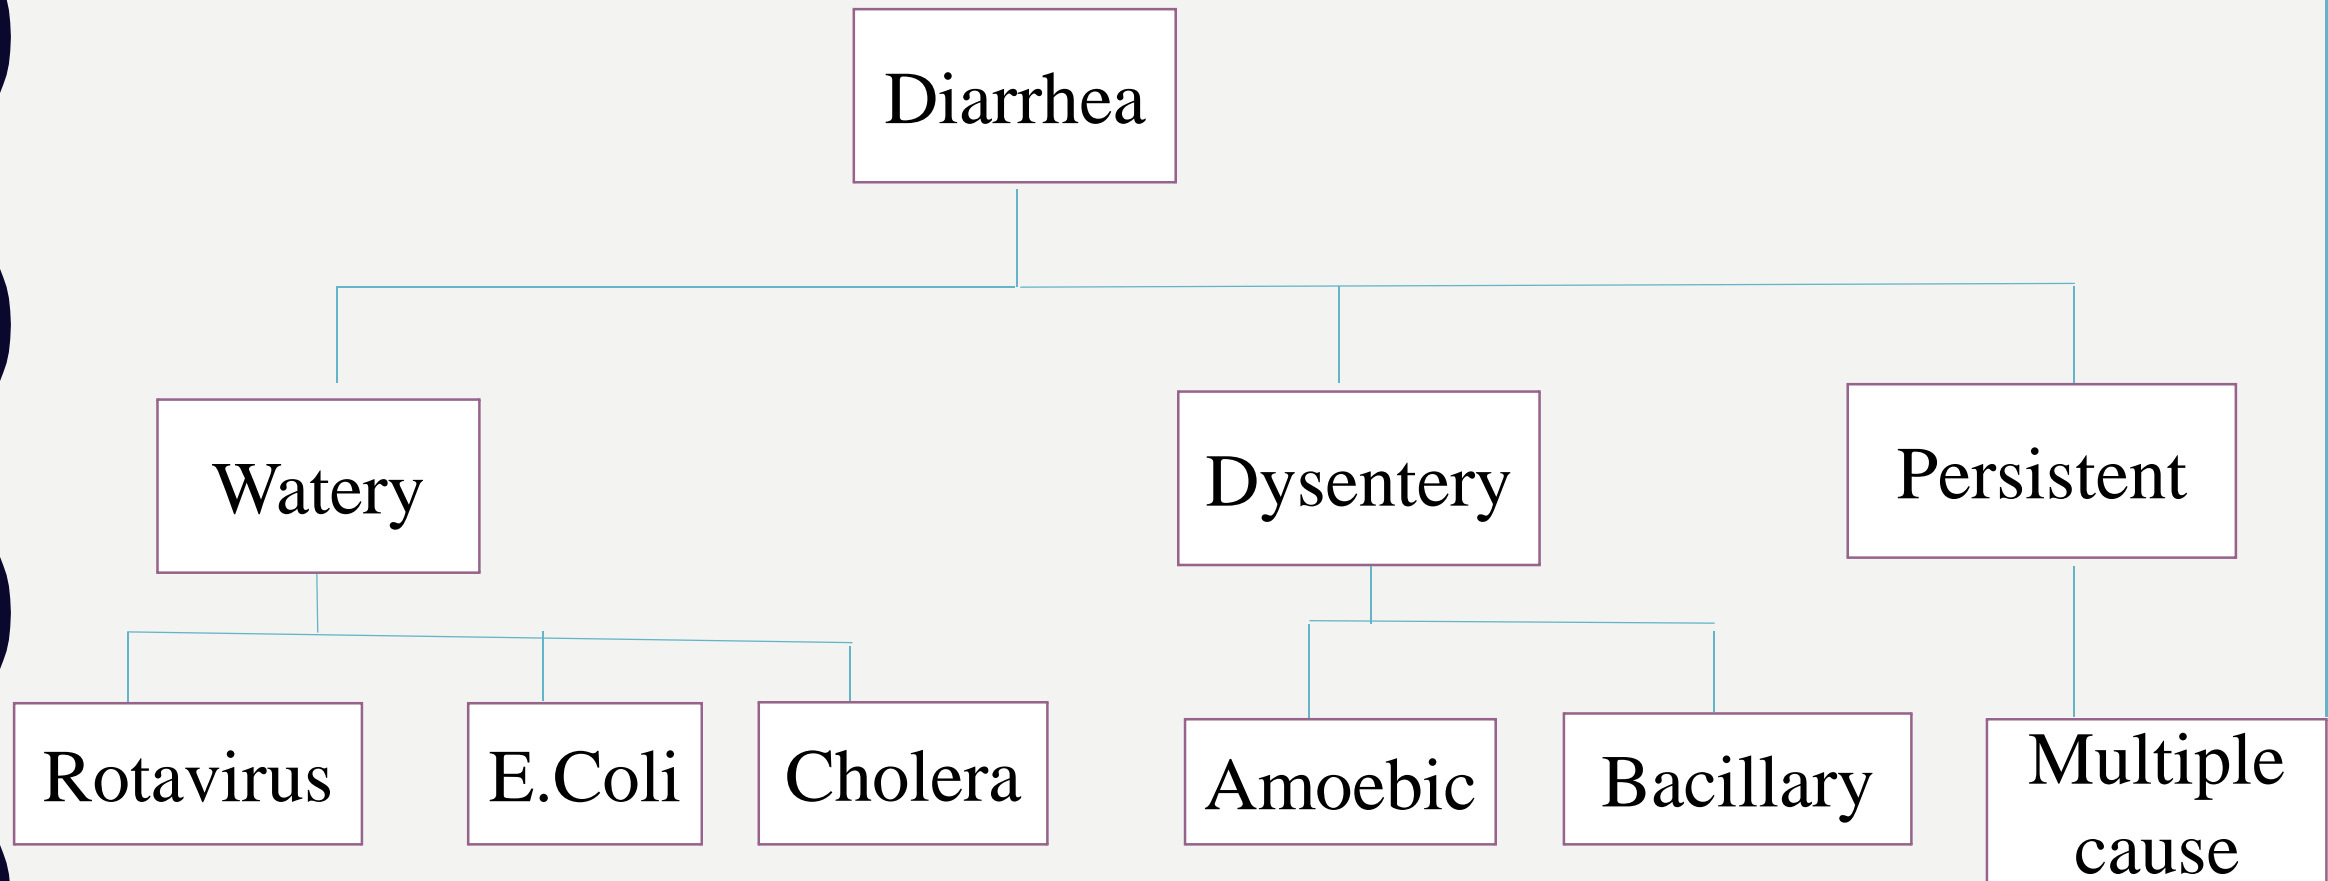 Diarrhea
Watery
Dysentery
Persistent
Rotavirus
E.Coli
Cholera
Amoebic
Bacillary
Multiple
cause